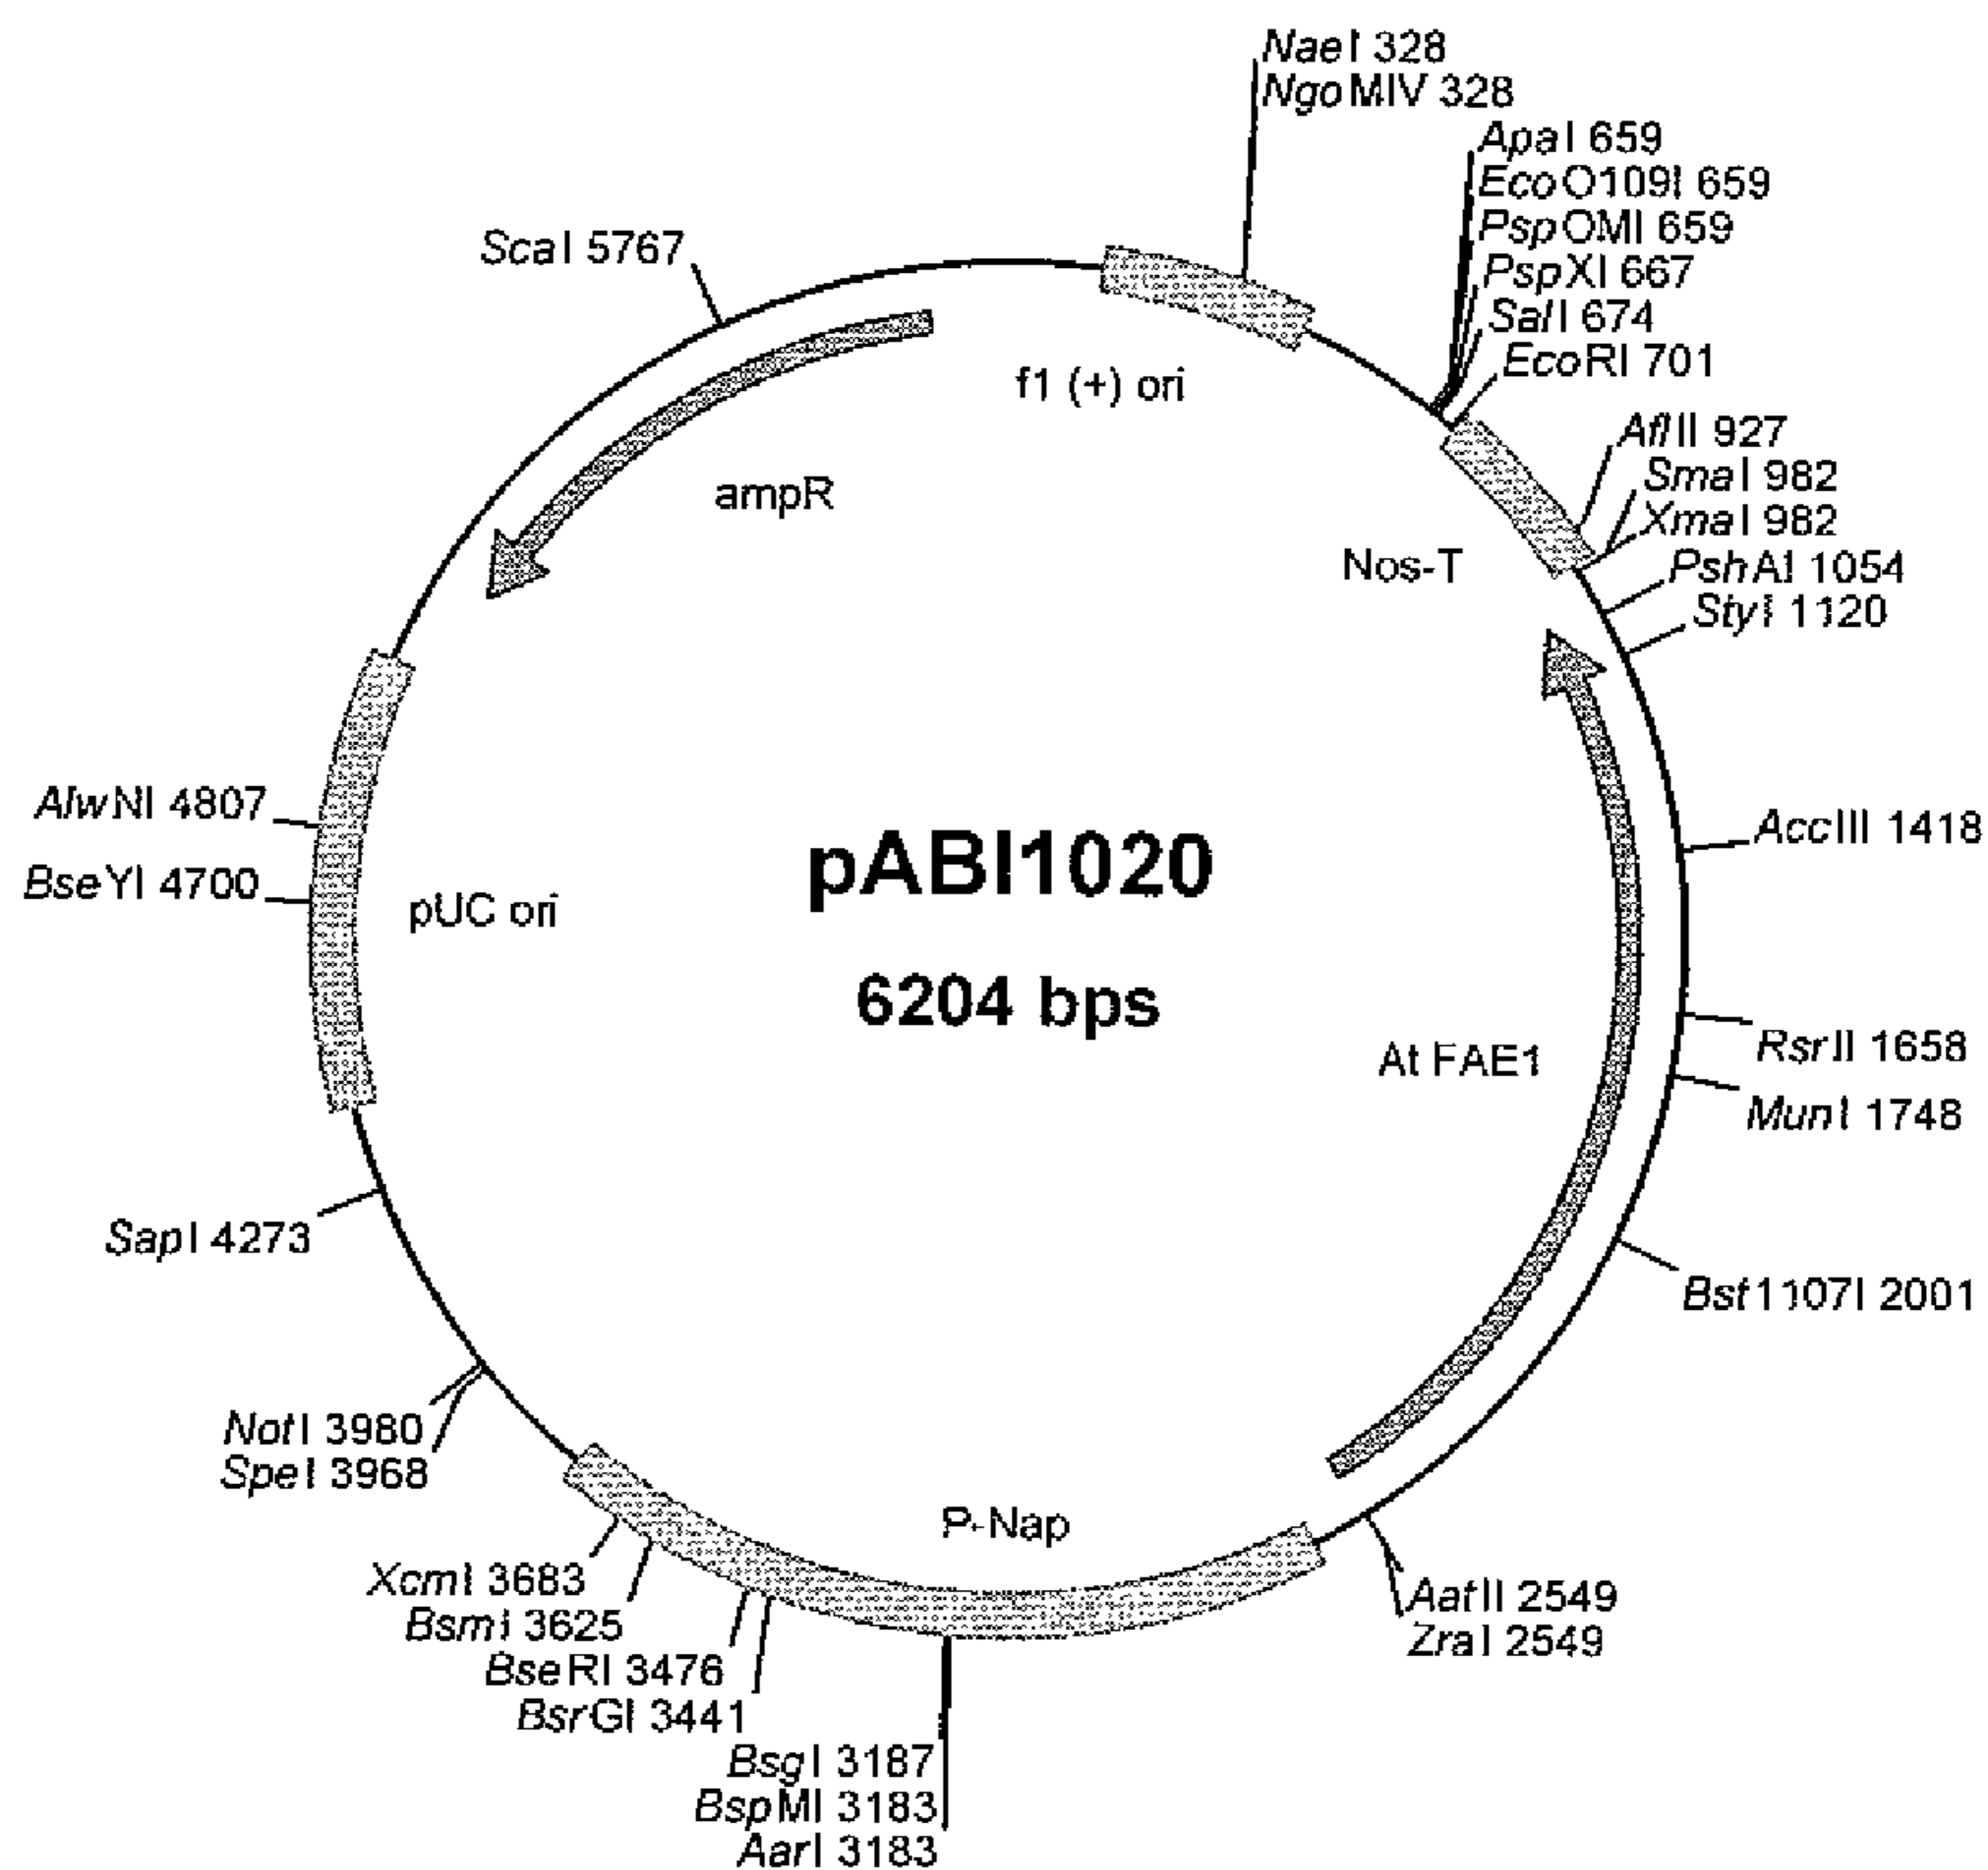 NaeI 328
NgoMIV 328
ApaI 659
EcoO109I 659
PspOMI 659
PspXI 667
SalI 674
EcoRI 701
ScaI 5767
f1 (+) ori
AflII 927
SmaI 982
XmaI 982
PshAI 1054
StyI 1120
ampR
Nos-T
AlwNI 4807
BseYI 4700
pUC ori
pABI1020
6204 bps
AccIII 1418
RsrII 1658
MunI 1748
At FAE1
Bst1107I 2001
SapI 4273
NotI 3980
SpeI 3968
P-Nap
XcmI 3683
BsmI 3625
BseRI 3476
BsrGI 3441
BsgI 3187
BspMI 3183
AarI 3183
AatII 2549
ZraI 2549